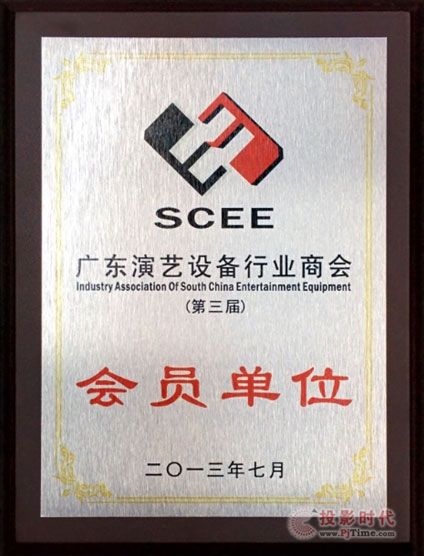 SCEE
广东演艺设备行业商会
Industry Association Of South China Entertainment Equipment
(第三届)
会员单位
二〇一三年七月
投影时代
www.PjTime.com